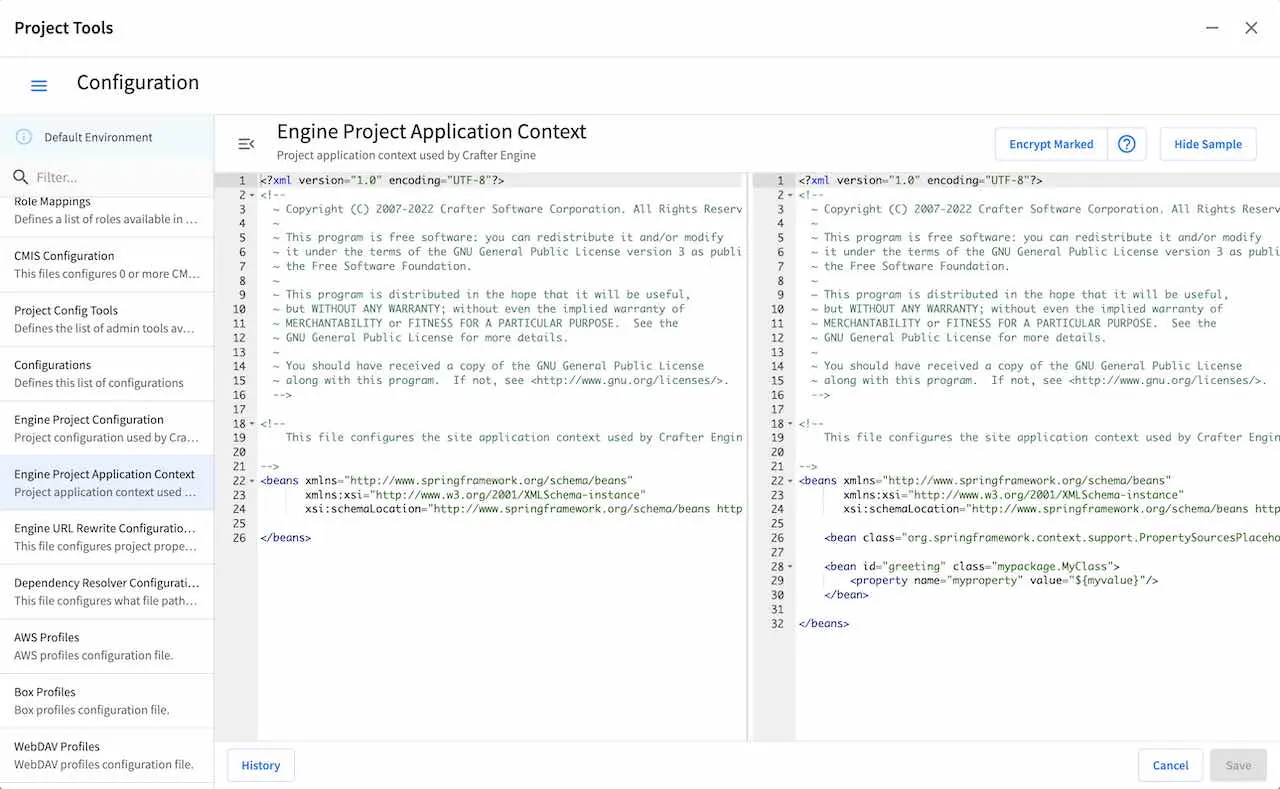 Project Tools
Configuration
Default Environment
Filter...
Role Mappings
Defines a list of roles available in ...
CMIS Configuration
This files configures 0 or more CM...
Project Config Tools
Defines the list of admin tools av...
Configurations
Defines this list of configurations
Engine Project Configuration
Project configuration used by Cra...
Engine Project Application Context
Project application context used ...
Engine URL Rewrite Configuratio...
This file configures project prope...
Dependency Resolver Configurati...
This file configures what file path...
AWS Profiles
AWS profiles configuration file.
Box Profiles
Box profiles configuration file.
WebDAV Profiles
WebDAV profiles configuration file.
Engine Project Application Context
Project application context used by Crafter Engine
Encrypt Marked
Hide Sample
1 <?xml version="1.0" encoding="UTF-8"?>
2 <!--
3 ~ Copyright (C) 2007-2022 Crafter Software Corporation. All Rights Reserv
4 ~
5 ~ This program is free software: you can redistribute it and/or modify
6 ~ it under the terms of the GNU General Public License version 3 as publi
7 ~ the Free Software Foundation.
8 ~
9 ~ This program is distributed in the hope that it will be useful,
10 ~ but WITHOUT ANY WARRANTY; without even the implied warranty of
11 ~ MERCHANTABILITY or FITNESS FOR A PARTICULAR PURPOSE.  See the
12 ~ GNU General Public License for more details.
13 ~
14 ~ You should have received a copy of the GNU General Public License
15 ~ along with this program.  If not, see <http://www.gnu.org/licenses/>.
16 -->
17
18 <!--
19 This file configures the site application context used by Crafter Engin
20
21 -->
22 <beans xmlns="http://www.springframework.org/schema/beans"
23 xmlns:xsi="http://www.w3.org/2001/XMLSchema-instance"
24 xsi:schemaLocation="http://www.springframework.org/schema/beans http
25
26 </beans>
1 <?xml version="1.0" encoding="UTF-8"?>
2 <!--
3 ~ Copyright (C) 2007-2022 Crafter Software Corporation. All Rights Reserv
4 ~
5 ~ This program is free software: you can redistribute it and/or modify
6 ~ it under the terms of the GNU General Public License version 3 as publi
7 ~ the Free Software Foundation.
8 ~
9 ~ This program is distributed in the hope that it will be useful,
10 ~ but WITHOUT ANY WARRANTY; without even the implied warranty of
11 ~ MERCHANTABILITY or FITNESS FOR A PARTICULAR PURPOSE.  See the
12 ~ GNU General Public License for more details.
13 ~
14 ~ You should have received a copy of the GNU General Public License
15 ~ along with this program.  If not, see <http://www.gnu.org/licenses/>.
16 -->
17
18 <!--
19 This file configures the site application context used by Crafter Engin
20
21 -->
22 <beans xmlns="http://www.springframework.org/schema/beans"
23 xmlns:xsi="http://www.w3.org/2001/XMLSchema-instance"
24 xsi:schemaLocation="http://www.springframework.org/schema/beans http
25
26 <bean class="org.springframework.context.support.PropertySourcesPlaceho
27
28 <bean id="greeting" class="mypackage.MyClass">
29 <property name="myproperty" value="${myvalue}"/>
30 </bean>
31
32 </beans>
History
Cancel
Save